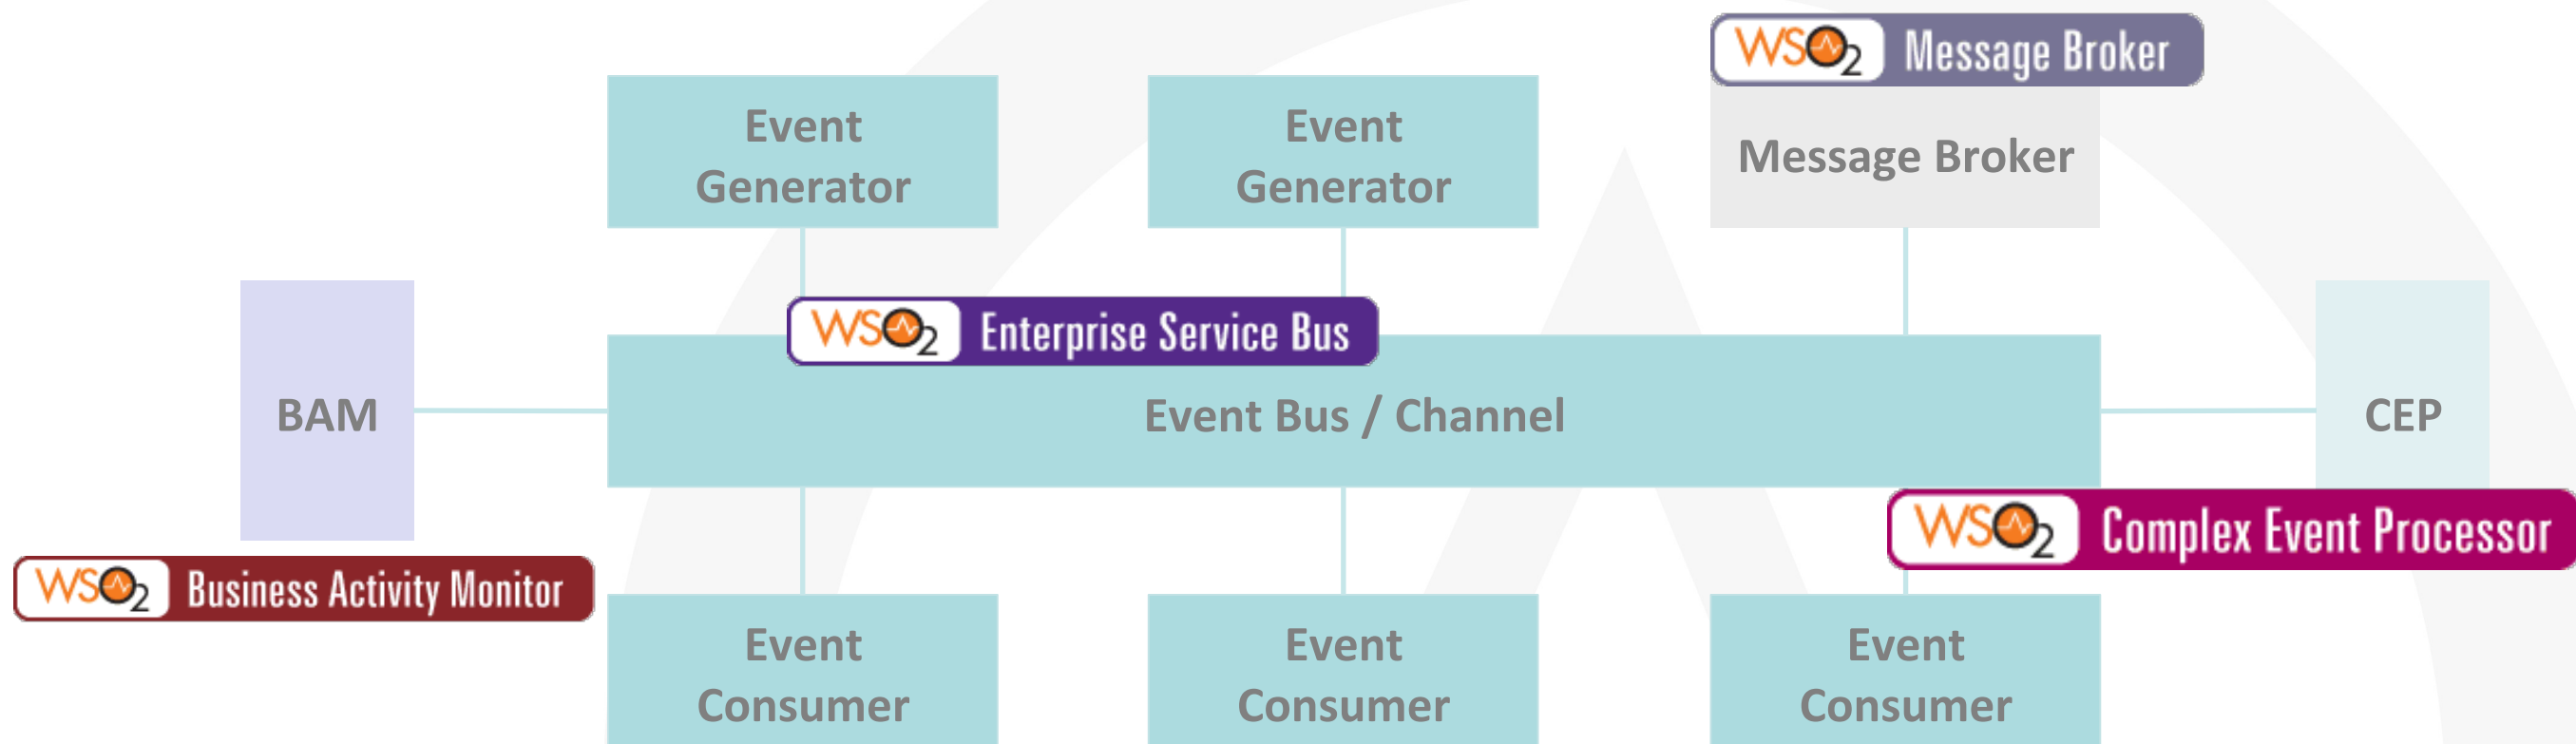 WSO2 Message Broker
Event
Generator
Event
Generator
Message Broker
WSO2 Enterprise Service Bus
BAM
Event Bus / Channel
CEP
WSO2 Complex Event Processor
WSO2 Business Activity Monitor
Event
Consumer
Event
Consumer
Event
Consumer